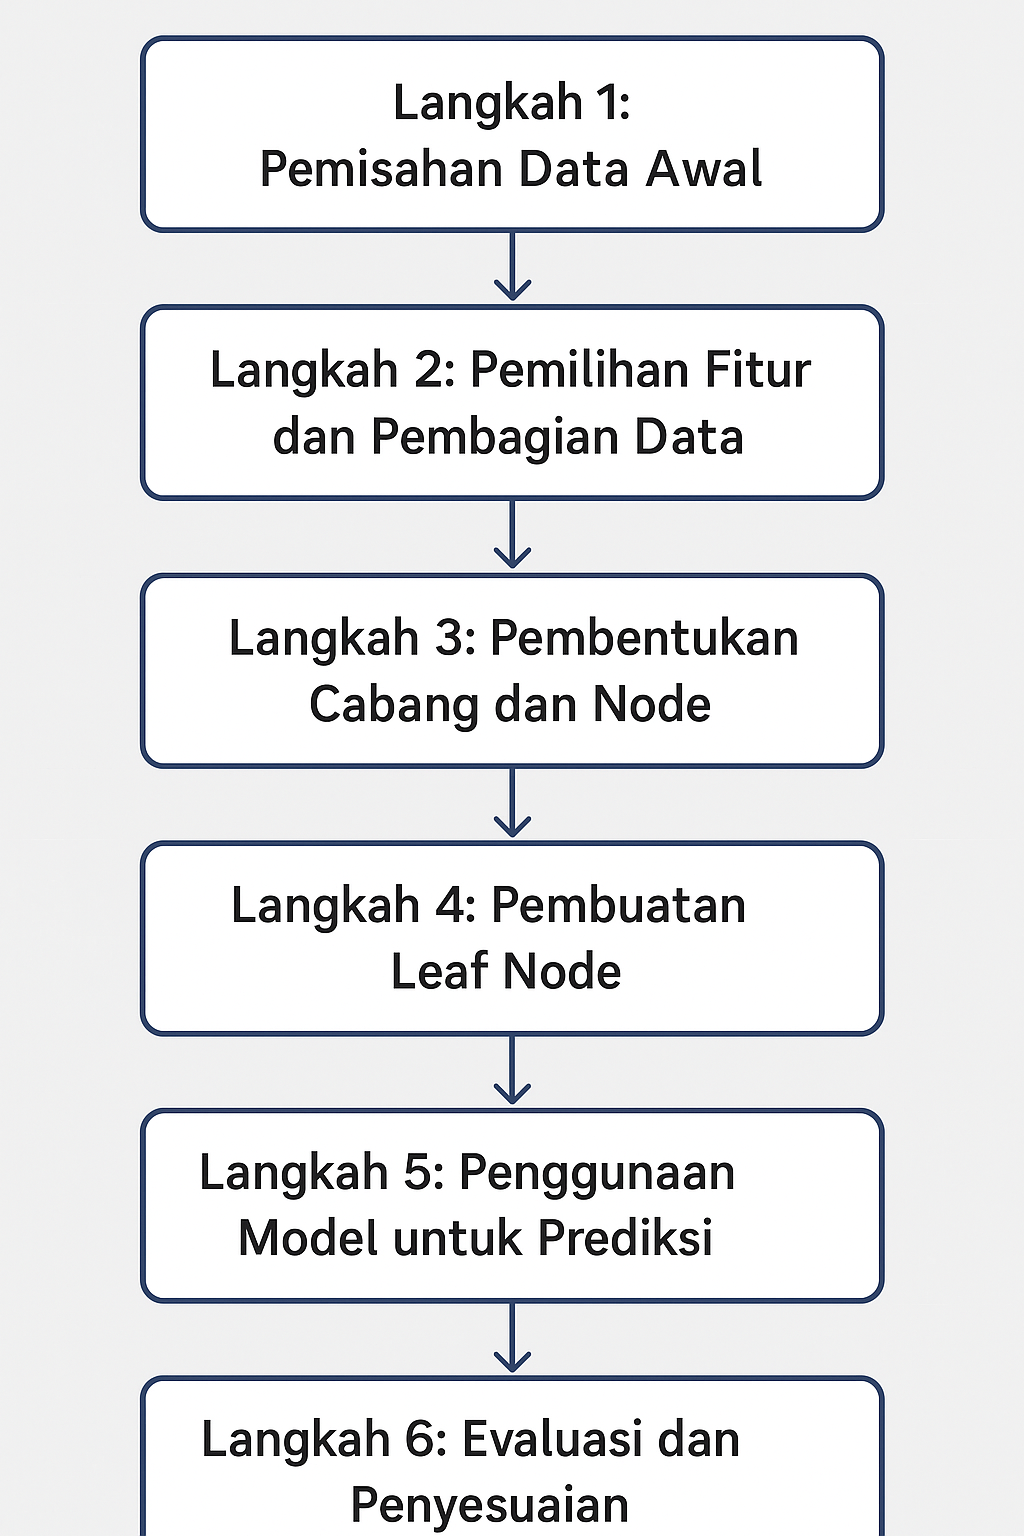 Langkah 1:
Pemisahan Data Awal
Langkah 2: Pemilihan Fitur
dan Pembagian Data
Langkah 3: Pembentukan
Cabang dan Node
Langkah 4: Pembuatan
Leaf Node
Langkah 5: Penggunaan
Model untuk Prediksi
Langkah 6: Evaluasi dan
Penyesuaian